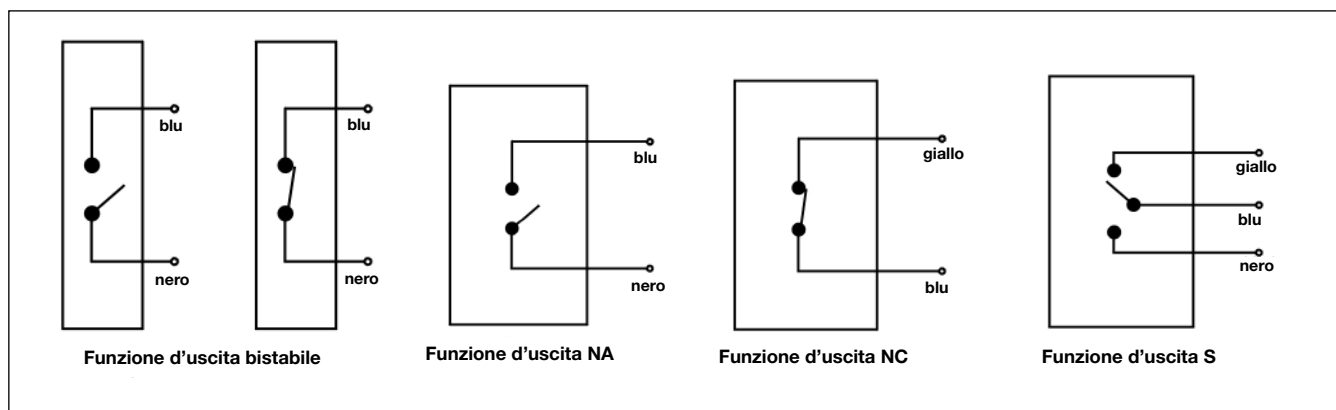 blu
nero
blu
nero
Funzione d'uscita bistabile
blu
nero
Funzione d'uscita NA
giallo
blu
Funzione d'uscita NC
giallo
blu
nero
Funzione d'uscita S